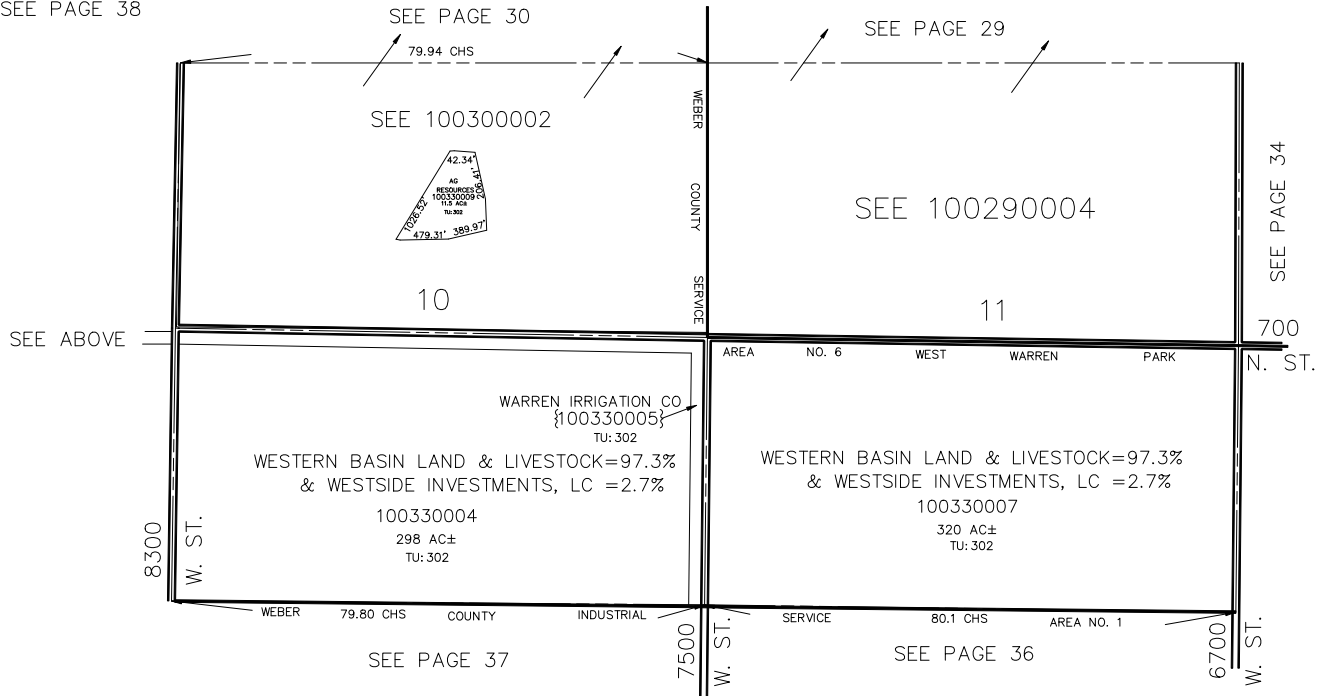 SEE PAGE 38
SEE PAGE 30
SEE PAGE 29
79.94 CHS
SEE 100300002
WEBER COUNTY SERVICE
SEE PAGE 34
42.34'
206.41'
AG
RESOURCES
100330009
11.5 AC±
TU: 302
1026.52'
479.31'
389.97'
SEE 100290004
10
11
SEE ABOVE
700
N. ST.
AREA NO. 6 WEST WARREN PARK
WARREN IRRIGATION CO
{100330005}
TU: 302
WESTERN BASIN LAND & LIVESTOCK=97.3%
& WESTSIDE INVESTMENTS, LC =2.7%
100330004
298 AC±
TU: 302
WESTERN BASIN LAND & LIVESTOCK=97.3%
& WESTSIDE INVESTMENTS, LC =2.7%
100330007
320 AC±
TU: 302
8300
W. ST.
WEBER 79.80 CHS COUNTY INDUSTRIAL SERVICE 80.1 CHS AREA NO. 1
7500
W. ST.
6700
W. ST.
SEE PAGE 37
SEE PAGE 36